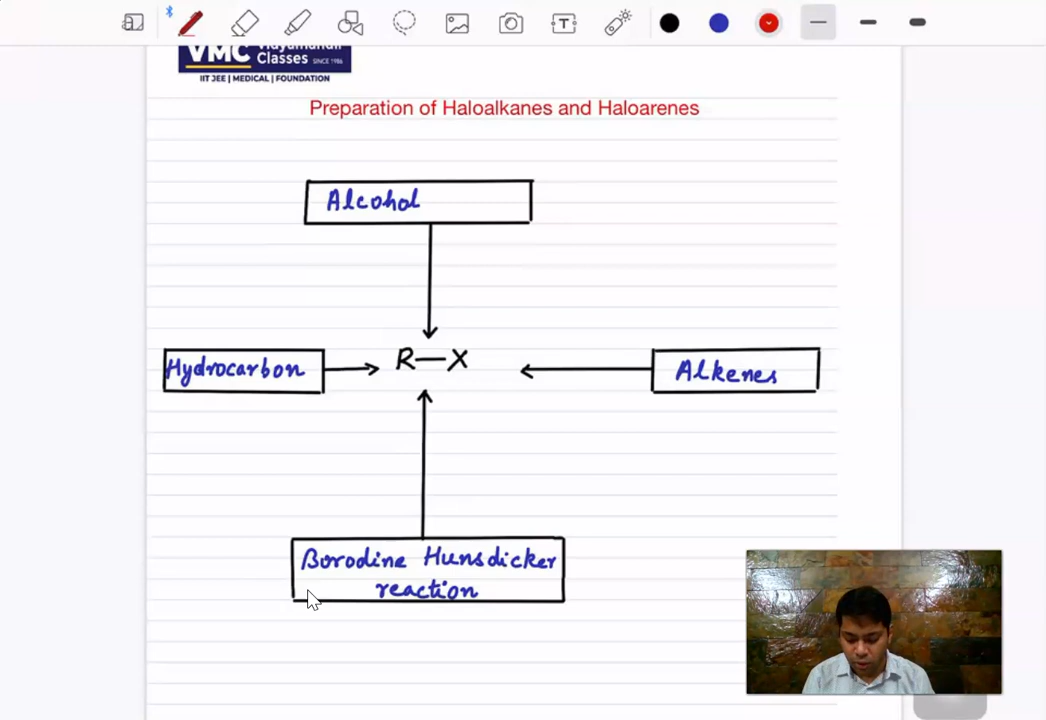 VMC
Classes SINCE 1986
IIT JEE | MEDICAL | FOUNDATION
Preparation of Haloalkanes and Haloarenes
Alcohol
Hydrocarbon
R—X
Alkenes
Borodine Hunsdicker
reaction
T